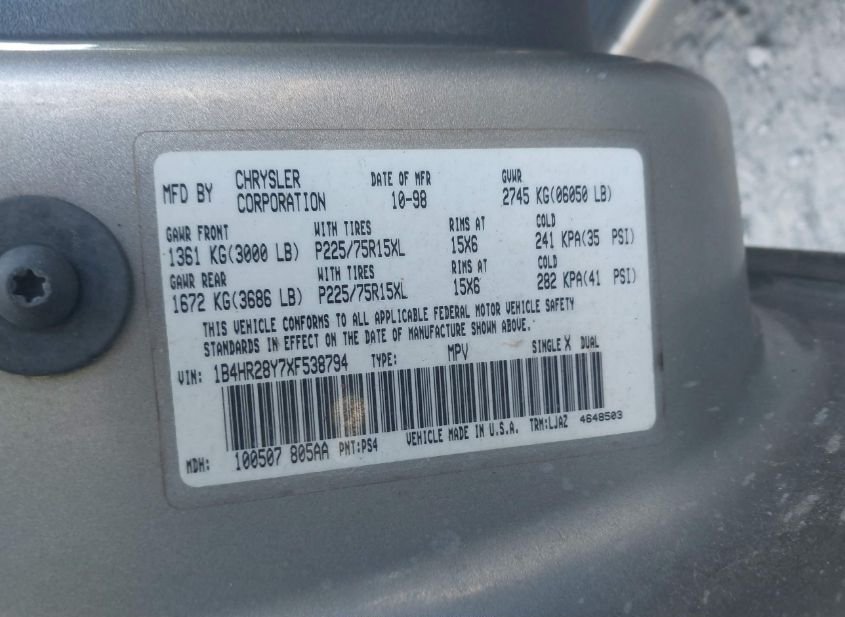 MFD BY CHRYSLER CORPORATION DATE OF MFR 10-98 GVWR 2745 KG(06050 LB)
GAWR FRONT WITH TIRES RIMS AT COLD
1361 KG(3000 LB) P225/75R15XL 15X6 241 KPA(35 PSI)
GAWR REAR WITH TIRES RIMS AT COLD
1672 KG(3686 LB) P225/75R15XL 15X6 282 KPA(41 PSI)
THIS VEHICLE CONFORMS TO ALL APPLICABLE FEDERAL MOTOR VEHICLE SAFETY
STANDARDS IN EFFECT ON THE DATE OF MANUFACTURE SHOWN ABOVE.
VIN: 1B4HR28Y7XF538794 TYPE: MPV SINGLE X DUAL
MDH: 100507 805AA PNT:PS4 VEHICLE MADE IN U.S.A. TRM:LJA2 4648503